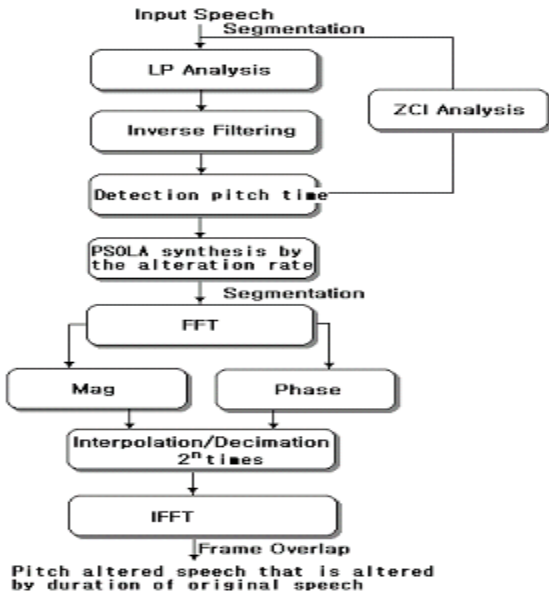 Input Speech
Segmentation
LP Analysis
ZCI Analysis
Inverse Filtering
Detection pitch time
PSOLA synthesis by
the alteration rate
Segmentation
FFT
Mag
Phase
Interpolation/Decimation
2ⁿ times
IFFT
Frame Overlap
Pitch altered speech that is altered
by duration of original speech